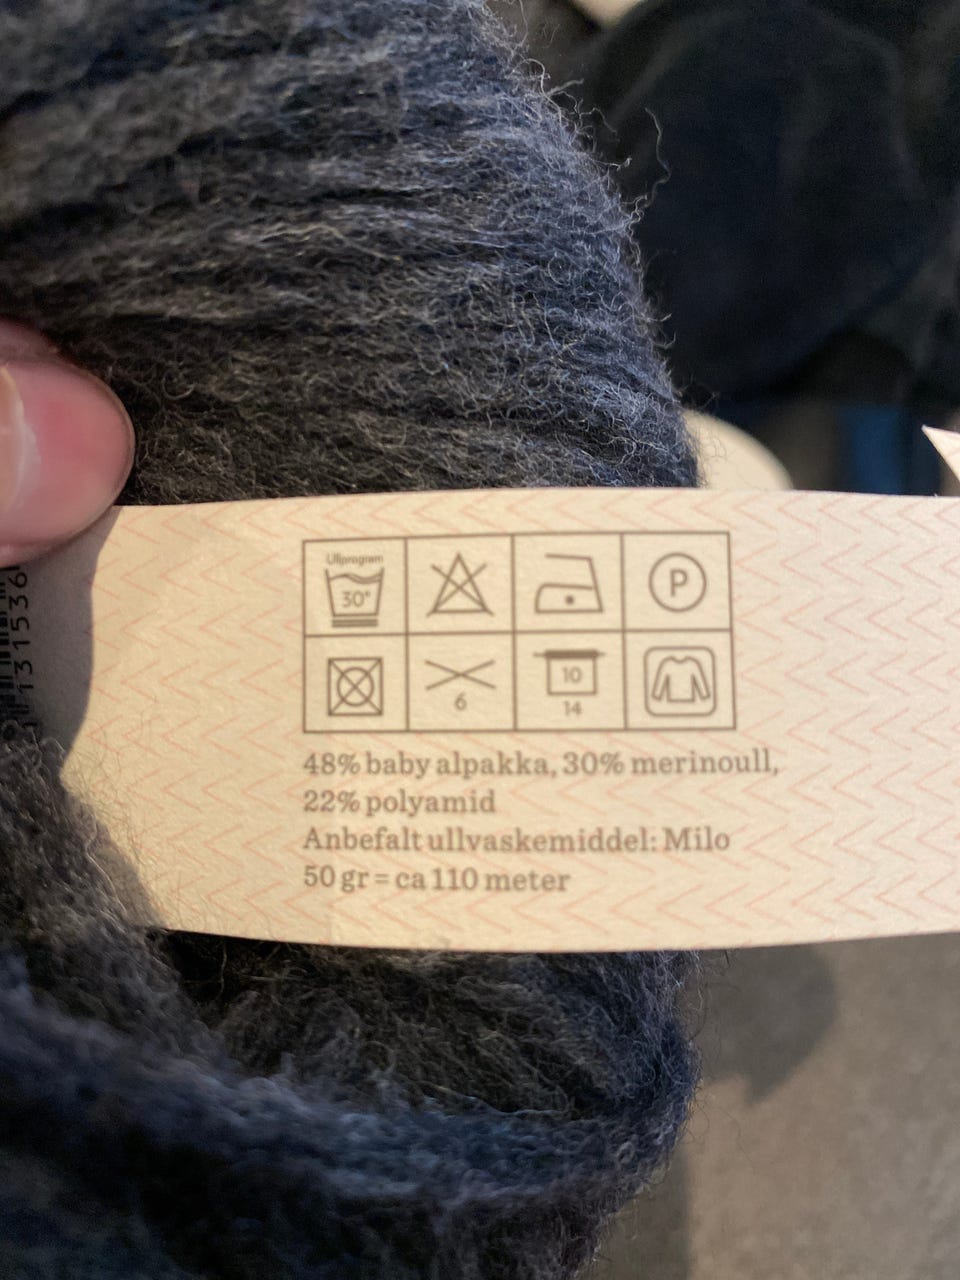 Ullprogram
30°
P
6
10
14
48% baby alpakka, 30% merinoull,
22% polyamid
Anbefalt ullvaskemiddel: Milo
50 gr = ca 110 meter
131536